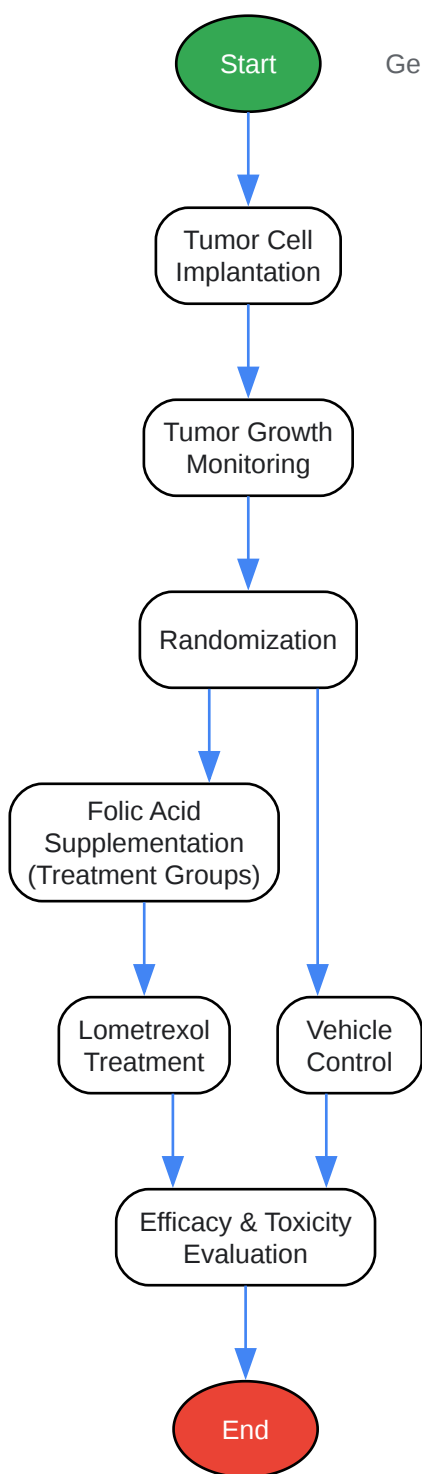 Start
Ge
Tumor Cell
Implantation
Tumor Growth
Monitoring
Randomization
Folic Acid
Supplementation
(Treatment Groups)
Lometrexol
Treatment
Vehicle
Control
Efficacy & Toxicity
Evaluation
End